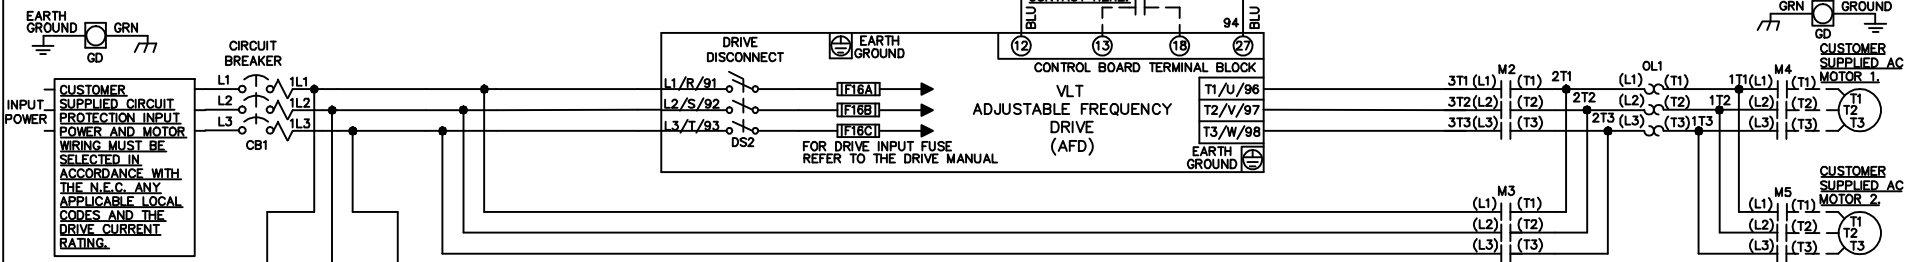 EARTH
GROUND
GRN
GD
INPUT
POWER
CUSTOMER
SUPPLIED CIRCUIT
PROTECTION INPUT
POWER AND MOTOR
WIRING MUST BE
SELECTED IN
ACCORDANCE WITH
THE N.E.C. ANY
APPLICABLE LOCAL
CODES AND THE
DRIVE CURRENT
RATING.
CIRCUIT
BREAKER
L1 1L1
L2 1L2
L3 1L3
CB1
DRIVE
DISCONNECT
EARTH
GROUND
L1/R/91
L2/S/92
L3/T/93
DS2
F16A
F16B
F16C
FOR DRIVE INPUT FUSE
REFER TO THE DRIVE MANUAL
BLU
94
BLU
12 13 18 27
CONTROL BOARD TERMINAL BLOCK
VLT
ADJUSTABLE FREQUENCY
DRIVE
(AFD)
T1/U/96
T2/V/97
T3/W/98
EARTH
GROUND
M2
3T1 (L1) (T1) 2T1
3T2(L2) (T2) 2T2
3T3(L3) (T3) 2T3
M3
(L1) (T1)
(L2) (T2)
(L3) (T3)
OL1
(L1) (T1)
(L2) (T2)
(L3) (T3)
1T1
1T2
1T3
GRN
GROUND
GD
M4
(L1) (T1)
(L2) (T2)
(L3) (T3)
CUSTOMER
SUPPLIED AC
MOTOR 1.
T1
T2
T3
M5
(L1) (T1)
(L2) (T2)
(L3) (T3)
CUSTOMER
SUPPLIED AC
MOTOR 2.
T1
T2
T3